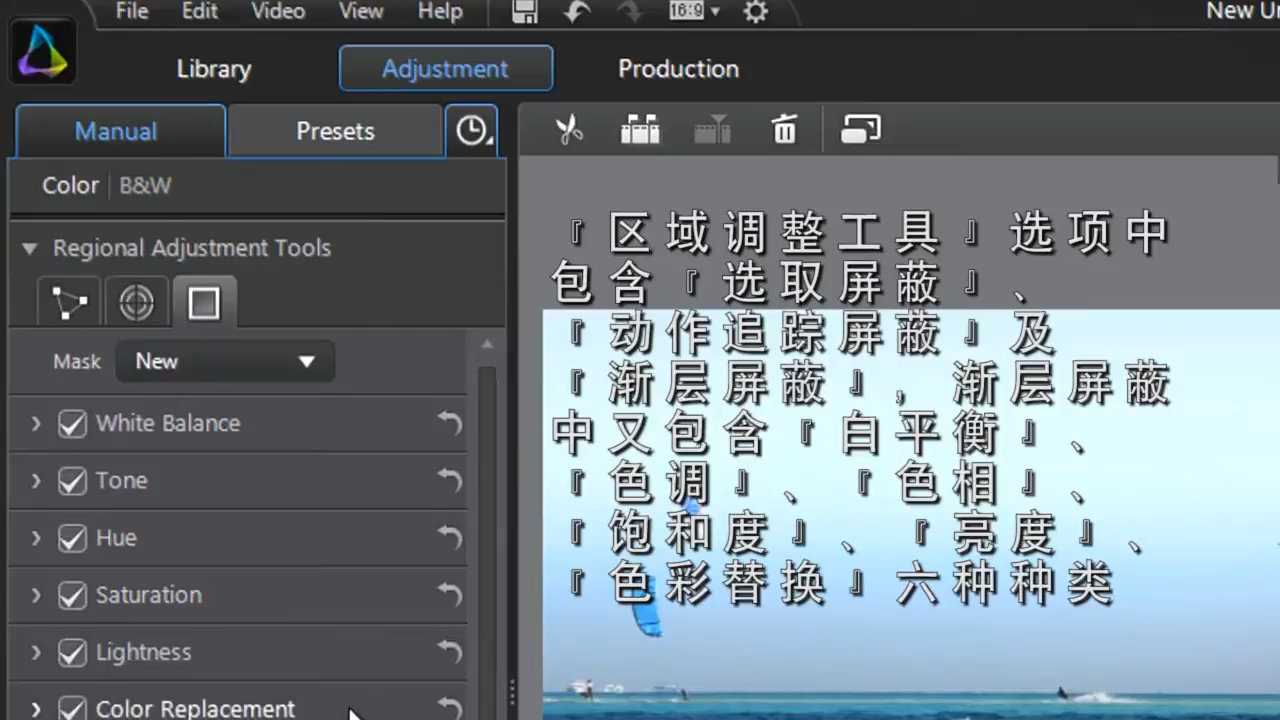 File Edit Video View Help 16:9 New Un
Library Adjustment Production
Manual Presets
Color B&W
Regional Adjustment Tools
Mask New
White Balance
Tone
Hue
Saturation
Lightness
Color Replacement
『区域调整工具』选项中
包含『选取屏蔽』、
『动作追踪屏蔽』及
『渐层屏蔽』，渐层屏蔽
中又包含『白平衡』、
『色调』、『色相』、
『饱和度』、『亮度』、
『色彩替换』六种种类